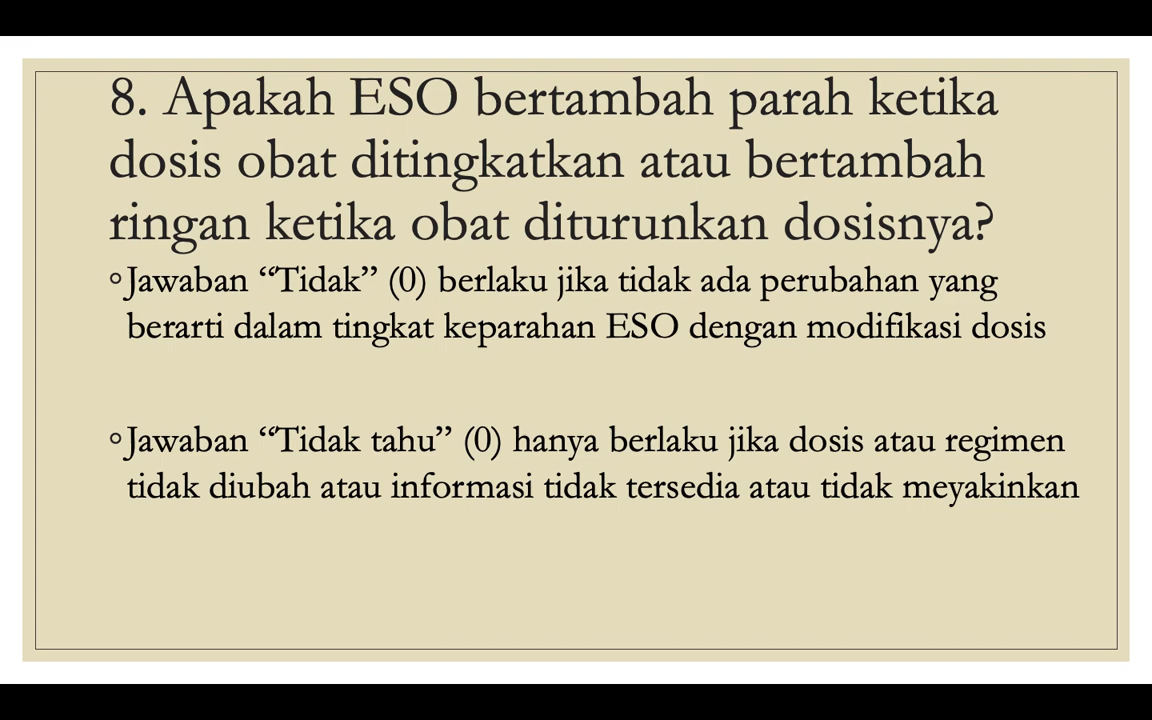 8. Apakah ESO bertambah parah ketika
dosis obat ditingkatkan atau bertambah
ringan ketika obat diturunkan dosisnya?
◦Jawaban “Tidak” (0) berlaku jika tidak ada perubahan yang
berarti dalam tingkat keparahan ESO dengan modifikasi dosis
◦Jawaban “Tidak tahu” (0) hanya berlaku jika dosis atau regimen
tidak diubah atau informasi tidak tersedia atau tidak meyakinkan